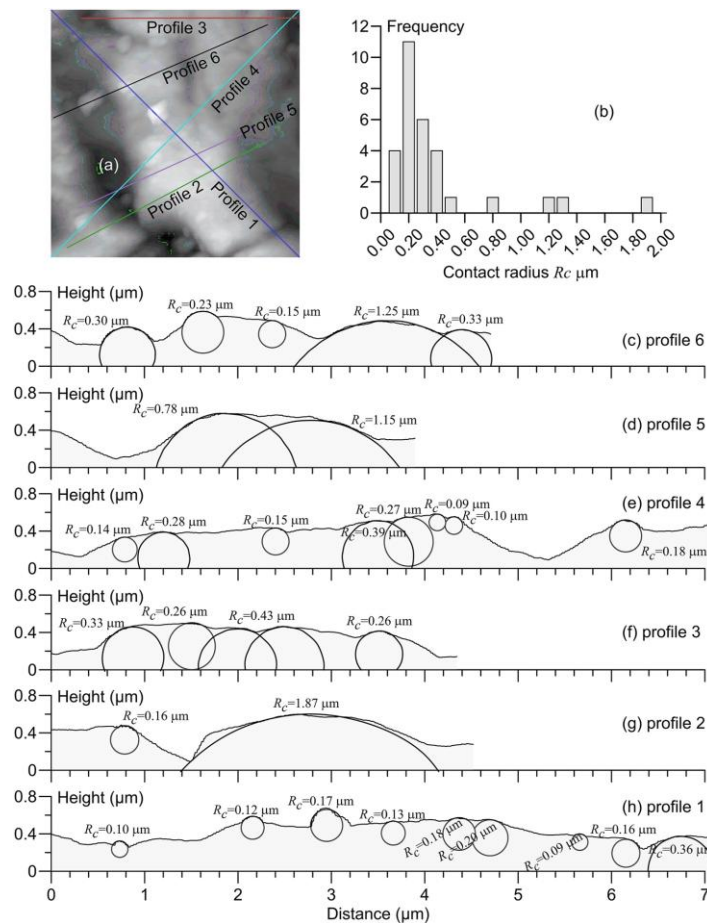 Profile 3
Profile 6
Profile 4
Profile 5
(a)
Profile 2
Profile 1
Frequency
12
10
8
6
4
2
0
(b)
0.00
0.20
0.40
0.60
0.80
1.00
1.20
1.40
1.60
1.80
2.00
Contact radius Rc μm
0.8
Height (μm)
Rc=0.30 μm
Rc=0.23 μm
Rc=0.15 μm
Rc=1.25 μm
Rc=0.33 μm
0.4
(c) profile 6
0
0.8
Height (μm)
Rc=0.78 μm
Rc=1.15 μm
(d) profile 5
0.4
0
0.8
Height (μm)
Rc=0.14 μm
Rc=0.28 μm
Rc=0.15 μm
Rc=0.27 μm
Rc=0.39 μm
Rc=0.09 μm
Rc=0.10 μm
Rc=0.18 μm
(e) profile 4
0.4
0
0.8
Height (μm)
Rc=0.33 μm
Rc=0.26 μm
Rc=0.43 μm
Rc=0.26 μm
(f) profile 3
0.4
0
0.8
Height (μm)
Rc=0.16 μm
Rc=1.87 μm
(g) profile 2
0.4
0
0.8
Height (μm)
Rc=0.10 μm
Rc=0.12 μm
Rc=0.17 μm
Rc=0.13 μm
Rc=0.18 μm
Rc=0.20 μm
Rc=0.09 μm
Rc=0.16 μm
Rc=0.36 μm
(h) profile 1
0.4
0
0 1 2 3 4 5 6 7
Distance (μm)